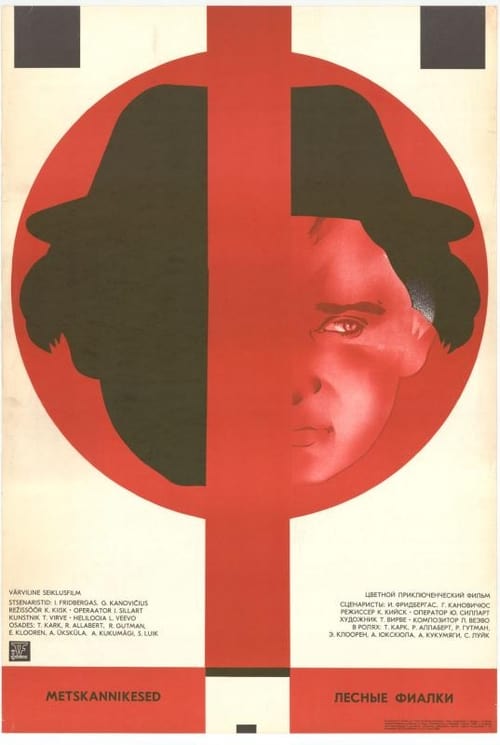 VÄRVILINE SEIKLUSFILM
STSENARISTID: I. FRIDBERGAS, G. KANOVIČIUS
REŽISSÖÖR K. KIISK • OPERAATOR J. SILLART
KUNSTNIK T. VIRVE • HELILOOJA L. VEEVO
OSADES: T. KARK, R. ALLABERT, R. GUTMAN,
E. KLOOREN, A. ÜKSKÜLA, A. KUKUMÄGI, S. LUIK
ЦВЕТНОЙ ПРИКЛЮЧЕНЧЕСКИЙ ФИЛЬМ
СЦЕНАРИСТЫ: И. ФРИДБЕРГАС, Г. КАНОВИЧЮС
РЕЖИССЕР К. КИЙСК • ОПЕРАТОР Ю. СИЛЛАРТ
ХУДОЖНИК Т. ВИРВЕ • КОМПОЗИТОР Л. ВЕЭВО
В РОЛЯХ: Т. КАРК, Р. АЛЛАБЕРТ, Р. ГУТМАН,
Э. КЛООРЕН, А. ЮКСКЮЛА, А. КУКУМЯГИ, С. ЛУЙК
METSKANNIKESED
ЛЕСНЫЕ ФИАЛКИ